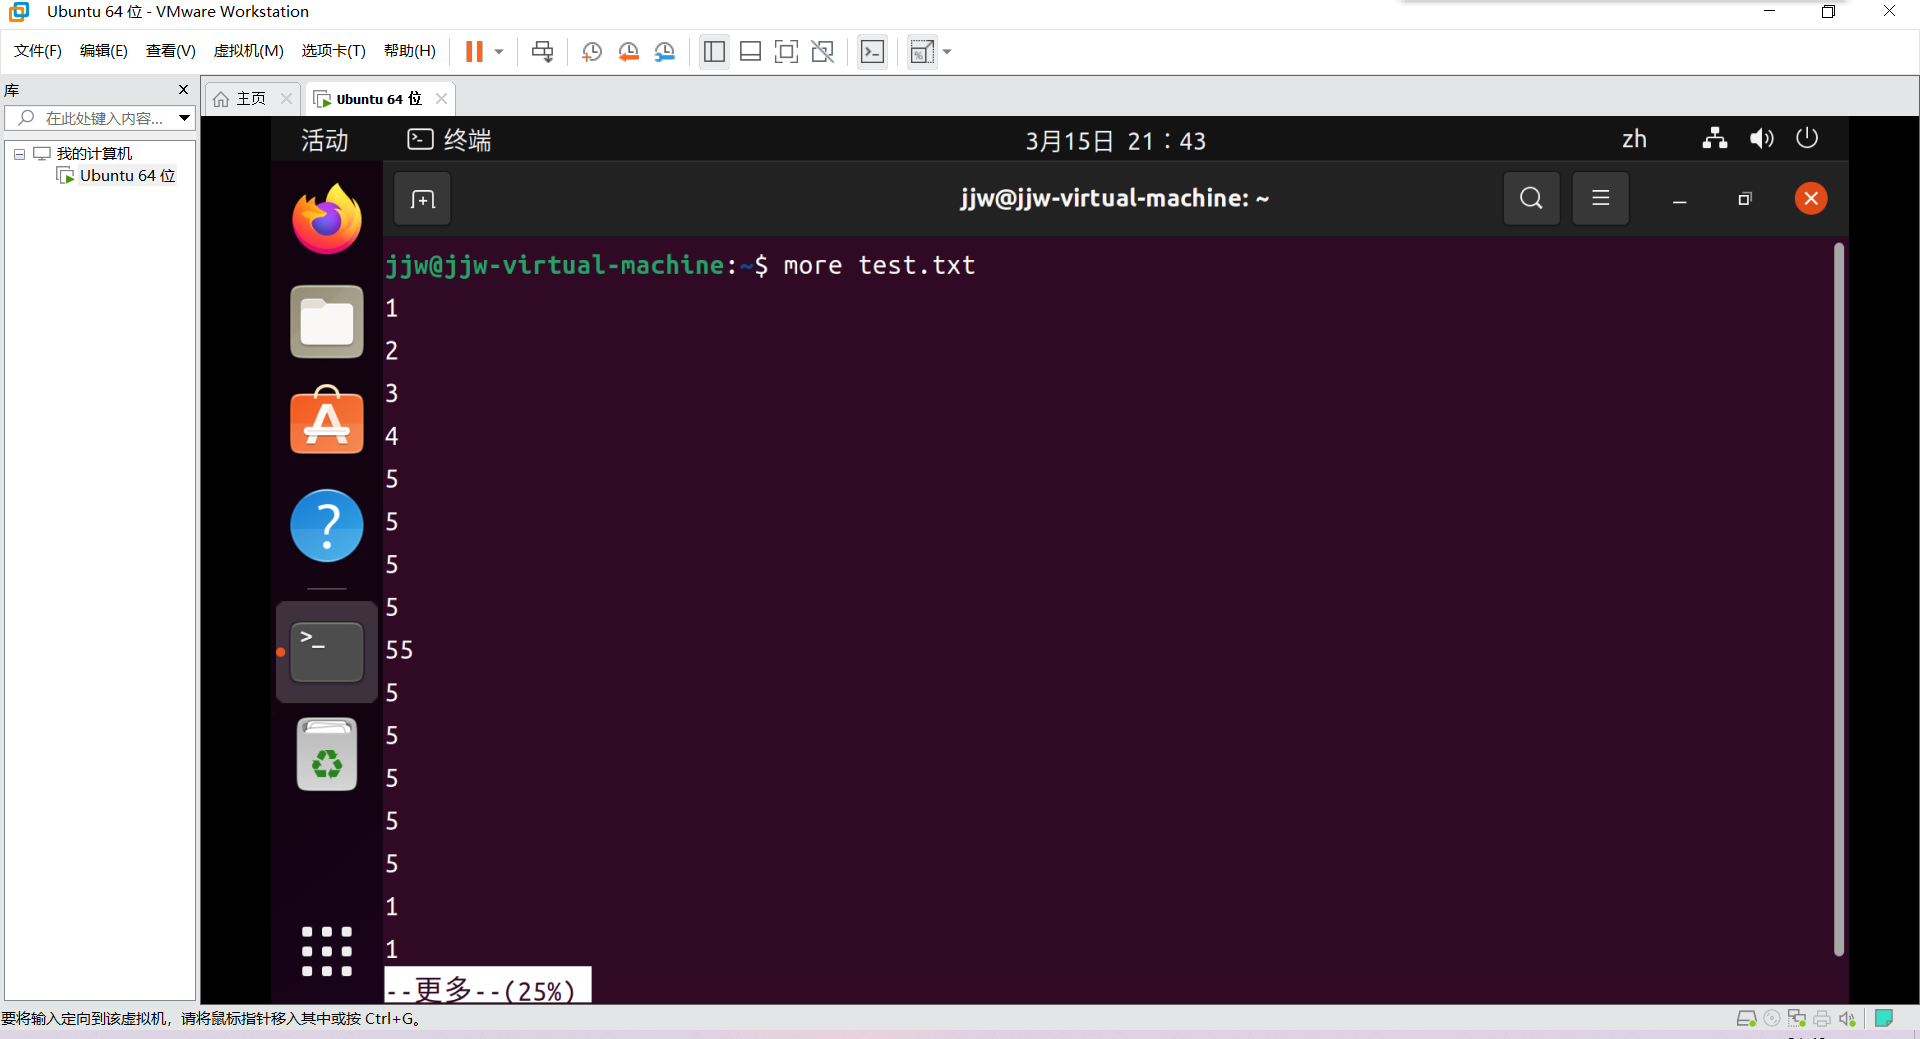 Ubuntu 64 位 - VMware Workstation
文件(F) 编辑(E) 查看(V) 虚拟机(M) 选项卡(T) 帮助(H)
库
在此处键入内容...
我的计算机
Ubuntu 64 位
主页 Ubuntu 64 位
活动 终端 3月15日 21：43 zh
jjw@jjw-virtual-machine: ~
jjw@jjw-virtual-machine:~$ more test.txt
1
2
3
4
5
5
5
5
55
5
5
5
5
5
1
1
--更多--(25%)
要将输入定向到该虚拟机，请将鼠标指针移入其中或按 Ctrl+G。